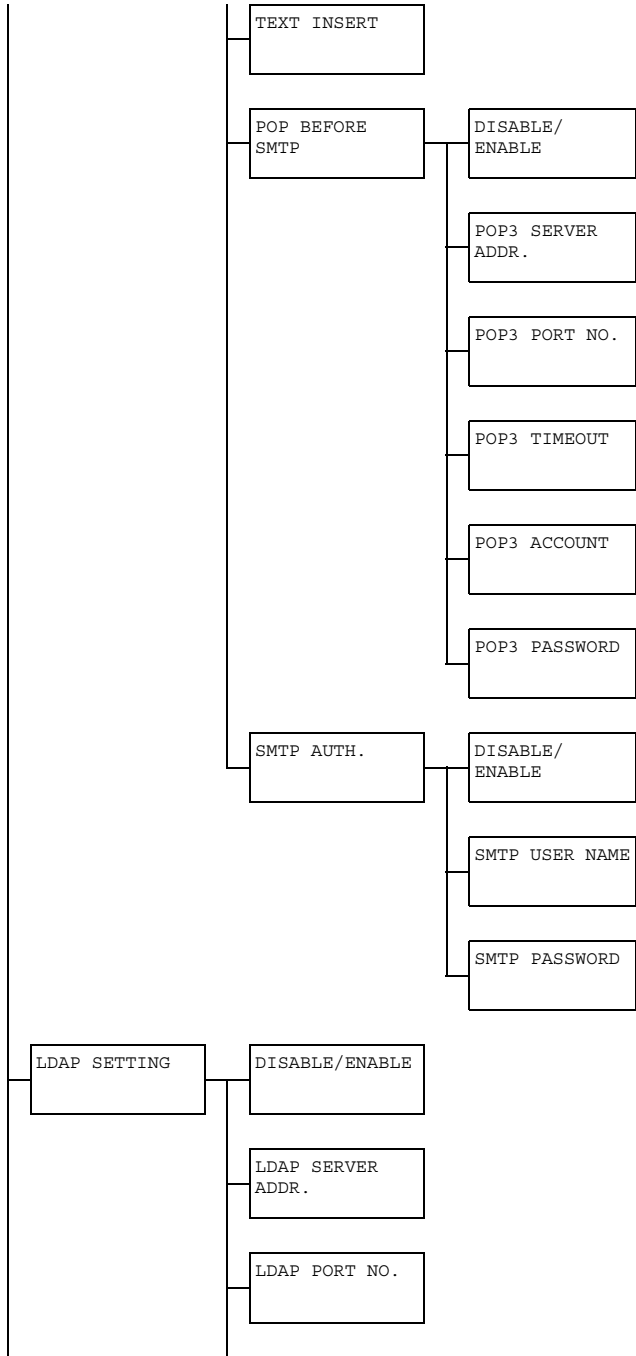 TEXT INSERT
POP BEFORE
SMTP
DISABLE/
ENABLE
POP3 SERVER
ADDR.
POP3 PORT NO.
POP3 TIMEOUT
POP3 ACCOUNT
POP3 PASSWORD
SMTP AUTH.
DISABLE/
ENABLE
SMTP USER NAME
SMTP PASSWORD
LDAP SETTING
DISABLE/ENABLE
LDAP SERVER
ADDR.
LDAP PORT NO.